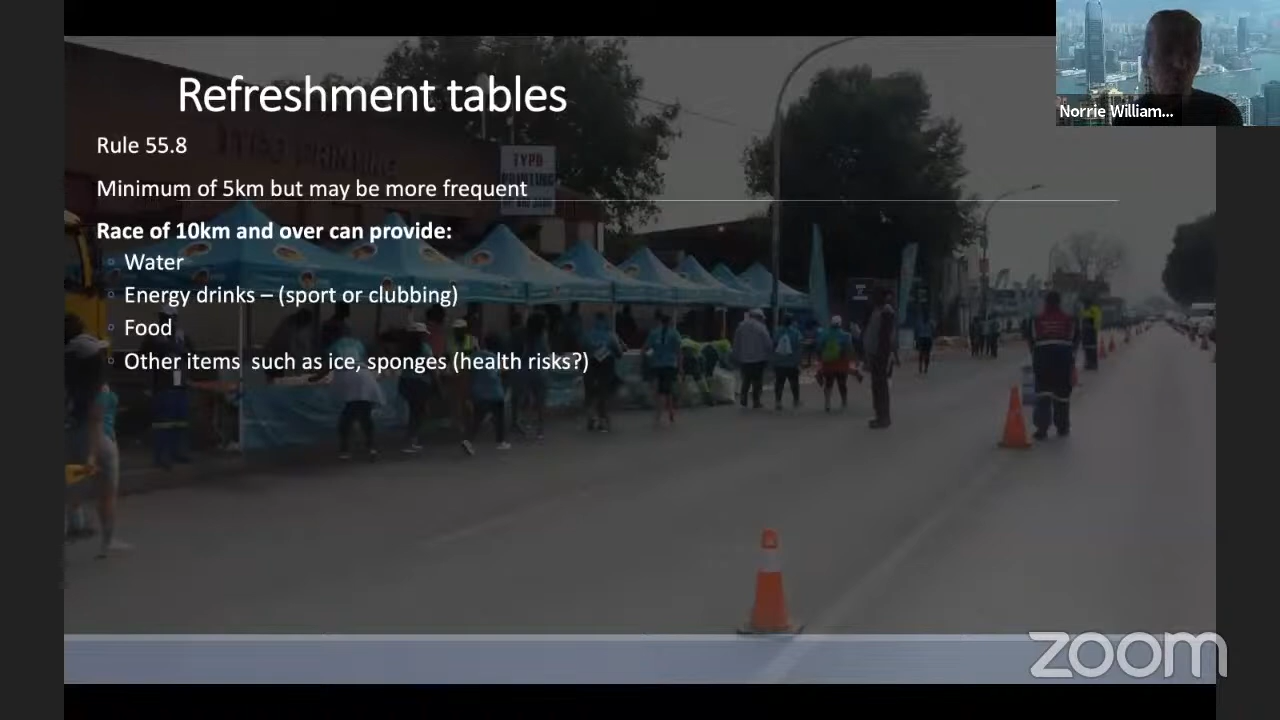 Refreshment tables
Rule 55.8
Minimum of 5km but may be more frequent
Race of 10km and over can provide:
Water
Energy drinks – (sport or clubbing)
Food
Other items such as ice, sponges (health risks?)
TYPO
PRINTING
Norrie William...
zoom